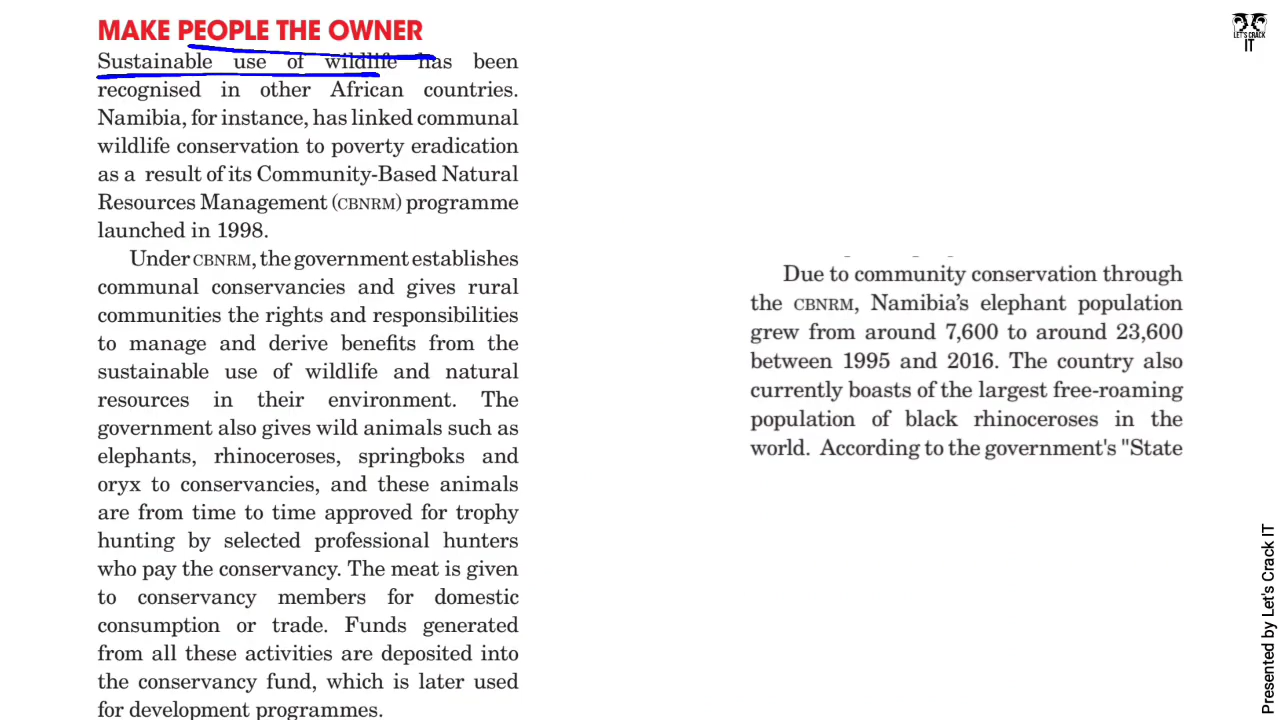 MAKE PEOPLE THE OWNER
Sustainable use of wildlife has been
recognised in other African countries.
Namibia, for instance, has linked communal
wildlife conservation to poverty eradication
as a result of its Community-Based Natural
Resources Management (CBNRM) programme
launched in 1998.
Under CBNRM, the government establishes
communal conservancies and gives rural
communities the rights and responsibilities
to manage and derive benefits from the
sustainable use of wildlife and natural
resources in their environment. The
government also gives wild animals such as
elephants, rhinoceroses, springboks and
oryx to conservancies, and these animals
are from time to time approved for trophy
hunting by selected professional hunters
who pay the conservancy. The meat is given
to conservancy members for domestic
consumption or trade. Funds generated
from all these activities are deposited into
the conservancy fund, which is later used
for development programmes.
Due to community conservation through
the CBNRM, Namibia's elephant population
grew from around 7,600 to around 23,600
between 1995 and 2016. The country also
currently boasts of the largest free-roaming
population of black rhinoceroses in the
world. According to the government's "State
LET'S CRACK
IT
Presented by Let's Crack IT